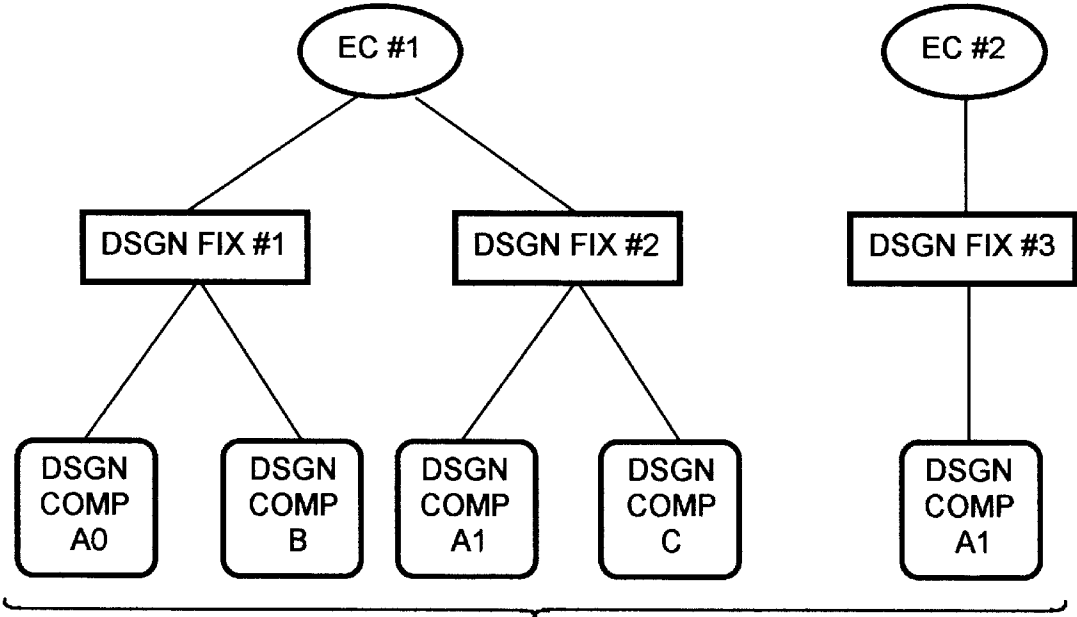 EC #1
EC #2
DSGN FIX #1
DSGN FIX #2
DSGN FIX #3
DSGN
COMP
A0
DSGN
COMP
B
DSGN
COMP
A1
DSGN
COMP
C
DSGN
COMP
A1